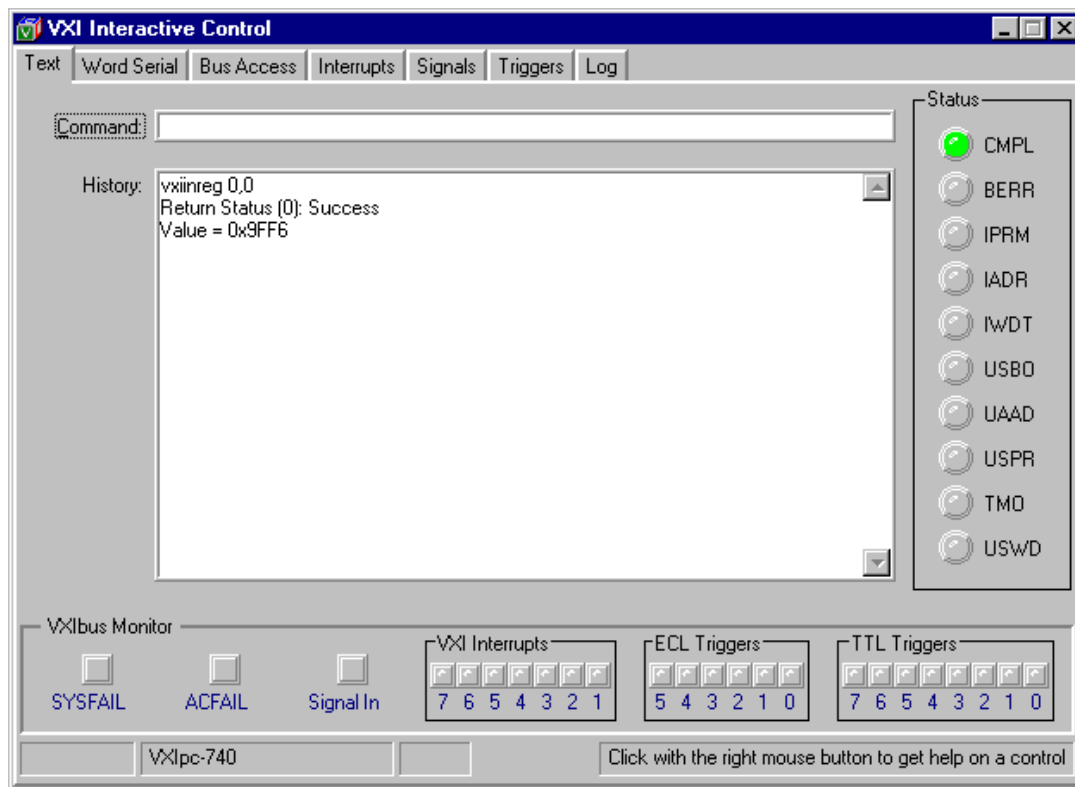 VXI Interactive Control
Text Word Serial Bus Access Interrupts Signals Triggers Log
Command:
History:
vxiinreg 0,0
Return Status (0): Success
Value = 0x9FF6
Status
CMPL
BERR
IPRM
IADR
IWDT
USBO
UAAD
USPR
TMO
USWD
VXIbus Monitor
SYSFAIL ACFAIL Signal In
VXI Interrupts
7 6 5 4 3 2 1
ECL Triggers
5 4 3 2 1 0
TTL Triggers
7 6 5 4 3 2 1 0
VXIpc-740
Click with the right mouse button to get help on a control